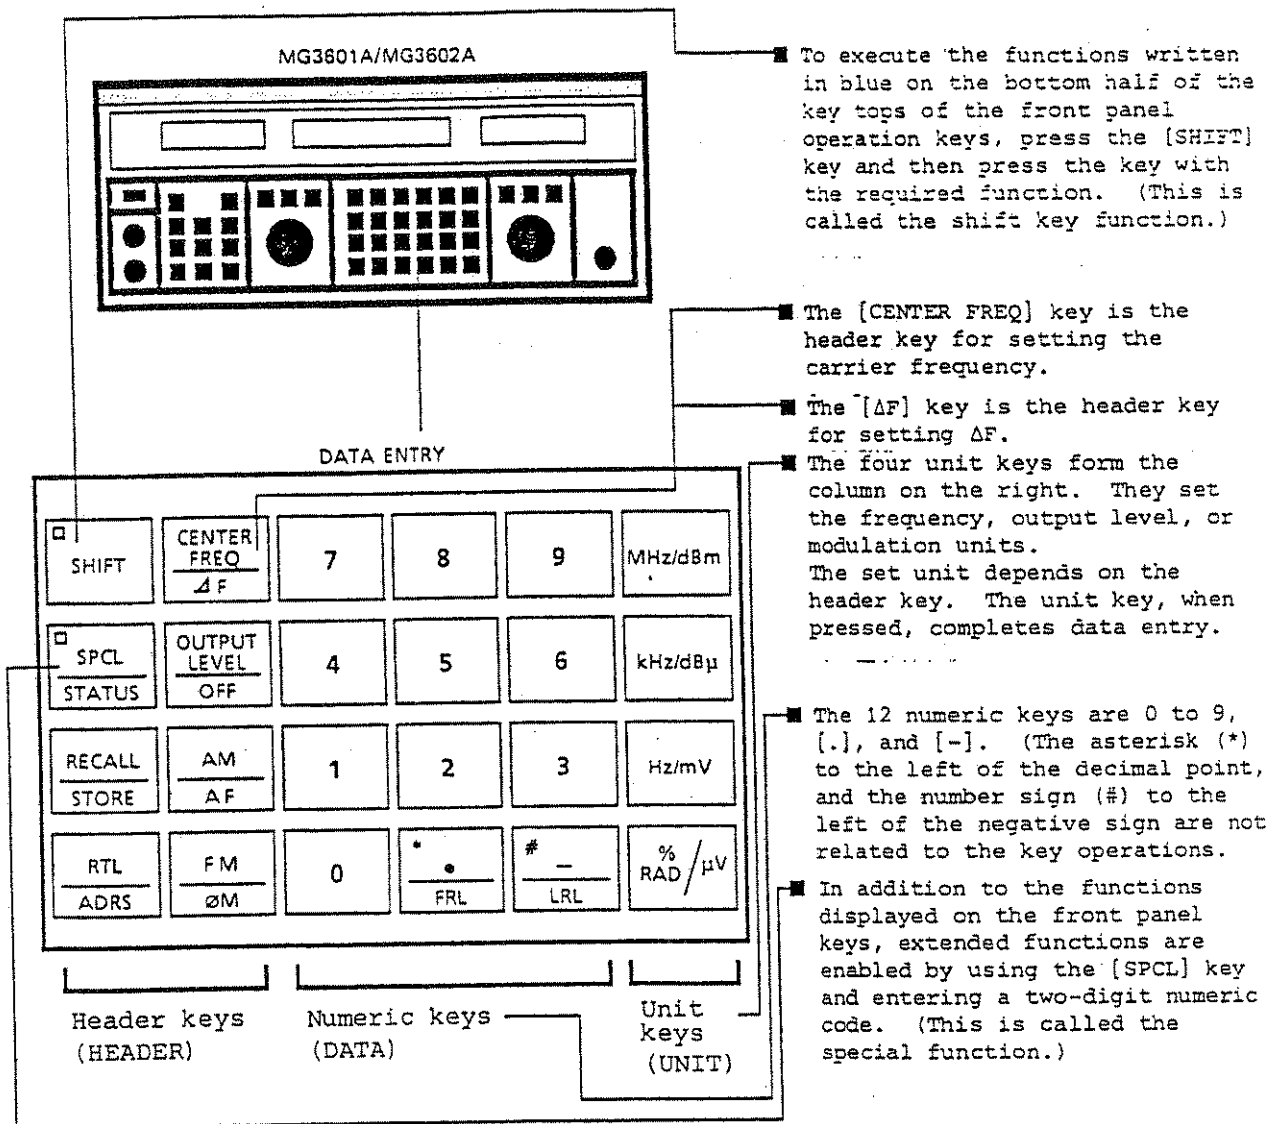 MG3601A/MG3602A
■ To execute the functions written
in blue on the bottom half of the
key tops of the front panel
operation keys, press the [SHIFT]
key and then press the key with
the required function. (This is
called the shift key function.)
■ The [CENTER FREQ] key is the
header key for setting the
carrier frequency.
■ The [ΔF] key is the header key
for setting ΔF.
■ The four unit keys form the
column on the right. They set
the frequency, output level, or
modulation units.
The set unit depends on the
header key. The unit key, when
pressed, completes data entry.
■ The 12 numeric keys are 0 to 9,
[.], and [-]. (The asterisk (*)
to the left of the decimal point,
and the number sign (#) to the
left of the negative sign are not
related to the key operations.
■ In addition to the functions
displayed on the front panel
keys, extended functions are
enabled by using the [SPCL] key
and entering a two-digit numeric
code. (This is called the
special function.)
DATA ENTRY
SHIFT
CENTER
FREQ
ΔF
7
8
9
MHz/dBm
SPCL
STATUS
OUTPUT
LEVEL
OFF
4
5
6
kHz/dBμ
RECALL
STORE
AM
AF
1
2
3
Hz/mV
RTL
ADRS
FM
øM
0
* •
FRL
# –
LRL
%
RAD/μV
Header keys
(HEADER)
Numeric keys
(DATA)
Unit
keys
(UNIT)